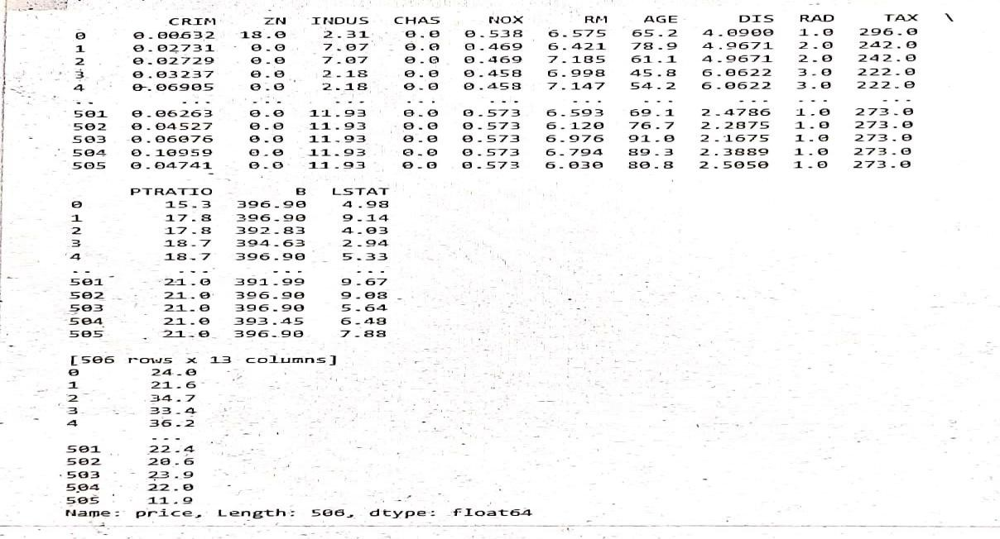 CRIM ZN INDUS CHAS NOX RM AGE DIS RAD TAX \
0 0.00632 18.0 2.31 0.0 0.538 6.575 65.2 4.0900 1.0 296.0
1 0.02731 0.0 7.07 0.0 0.469 6.421 78.9 4.9671 2.0 242.0
2 0.02729 0.0 7.07 0.0 0.469 7.185 61.1 4.9671 2.0 242.0
3 0.03237 0.0 2.18 0.0 0.458 6.998 45.8 6.0622 3.0 222.0
4 0.06905 0.0 2.18 0.0 0.458 7.147 54.2 6.0622 3.0 222.0
.. ... ... ... ... ... ... ... ... ... ...
501 0.06263 0.0 11.93 0.0 0.573 6.593 69.1 2.4786 1.0 273.0
502 0.04527 0.0 11.93 0.0 0.573 6.120 76.7 2.2875 1.0 273.0
503 0.06076 0.0 11.93 0.0 0.573 6.976 91.0 2.1675 1.0 273.0
504 0.10959 0.0 11.93 0.0 0.573 6.794 89.3 2.3889 1.0 273.0
505 0.04741 0.0 11.93 0.0 0.573 6.030 80.8 2.5050 1.0 273.0
PTRATIO B LSTAT
0 15.3 396.90 4.98
1 17.8 396.90 9.14
2 17.8 392.83 4.03
3 18.7 394.63 2.94
4 18.7 396.90 5.33
.. ... ... ...
501 21.0 391.99 9.67
502 21.0 396.90 9.08
503 21.0 396.90 5.64
504 21.0 393.45 6.48
505 21.0 396.90 7.88
[506 rows x 13 columns]
0 24.0
1 21.6
2 34.7
3 33.4
4 36.2
...
501 22.4
502 20.6
503 23.9
504 22.0
505 11.9
Name: price, Length: 506, dtype: float64